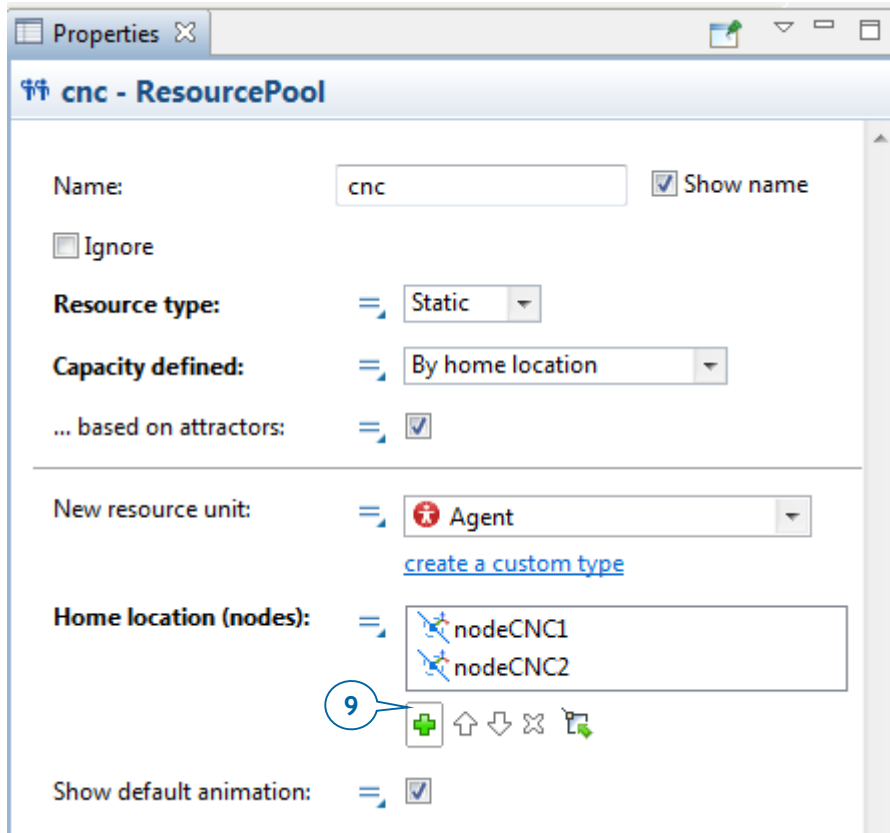 Properties
cnc - ResourcePool
Name: cnc Show name
Ignore
Resource type: Static
Capacity defined: By home location
... based on attractors:
New resource unit: Agent
create a custom type
Home location (nodes): nodeCNC1
nodeCNC2
9
Show default animation: